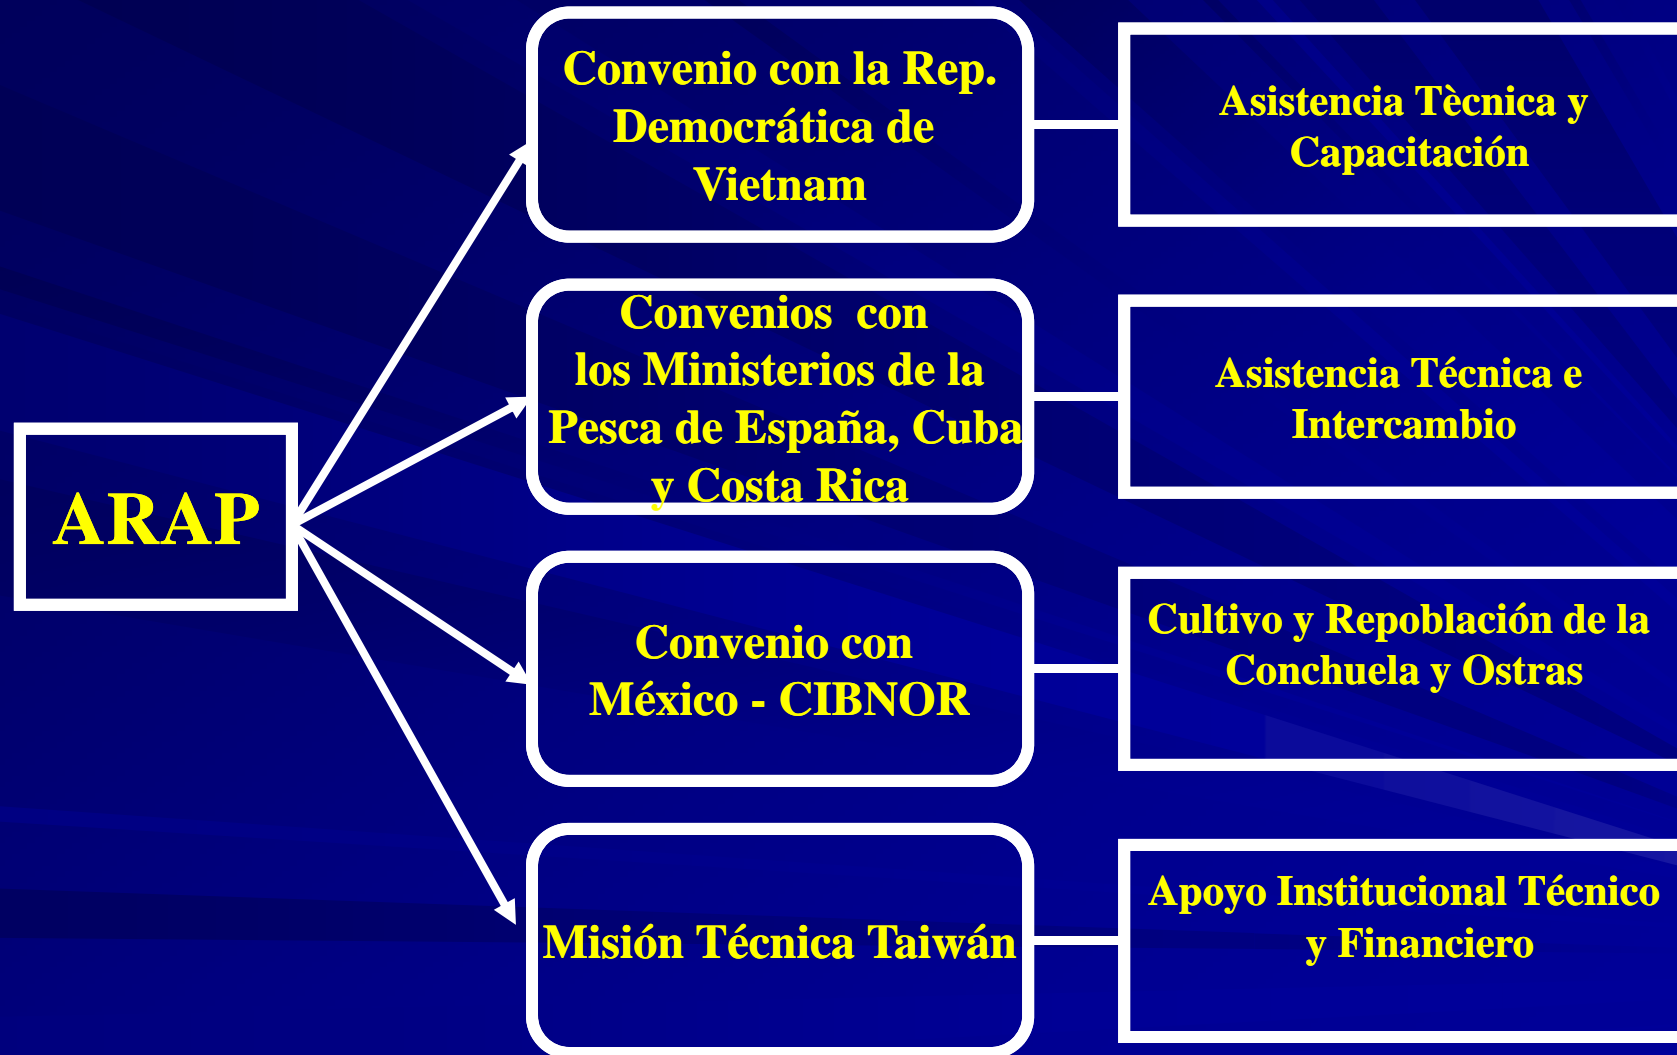 ARAP
Convenio con la Rep.
Democrática de
Vietnam
Asistencia Tècnica y
Capacitación
Convenios con
los Ministerios de la
Pesca de España, Cuba
y Costa Rica
Asistencia Técnica e
Intercambio
Convenio con
México - CIBNOR
Cultivo y Repoblación de la
Conchuela y Ostras
Misión Técnica Taiwán
Apoyo Institucional Técnico
y Financiero